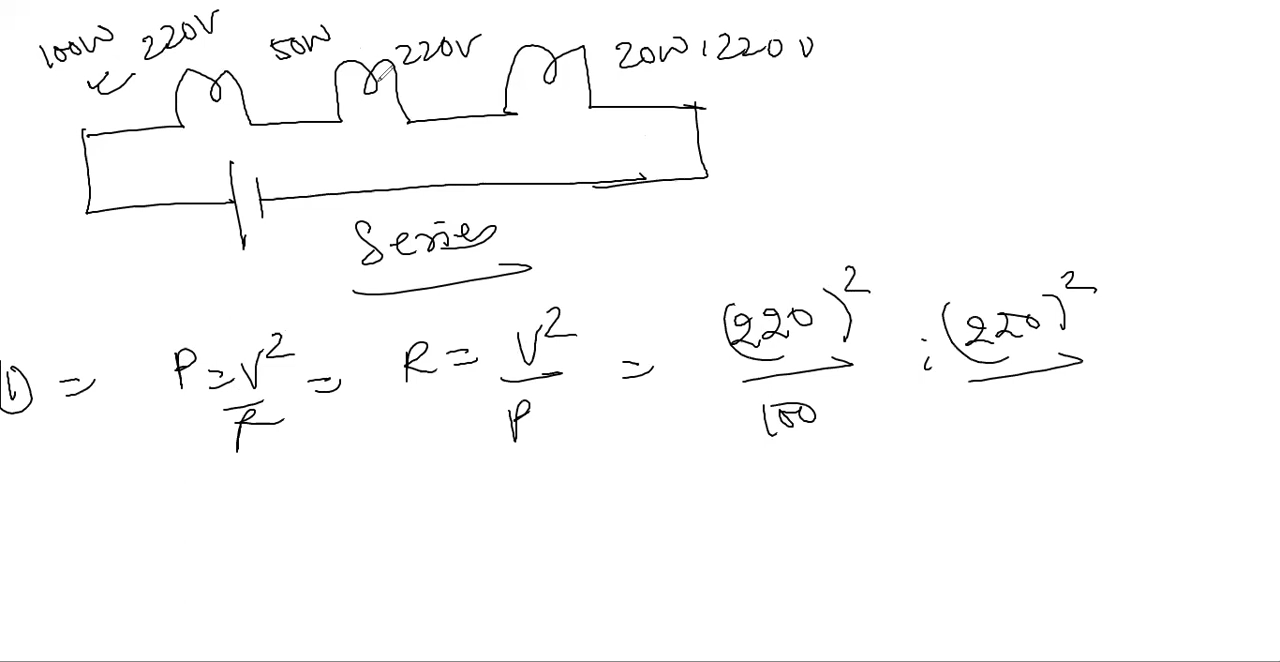 100W 220V 50W 220V 20W, 220V
Series
① => P = V²/R => R = V²/P = (220)²/100 ; (220)²